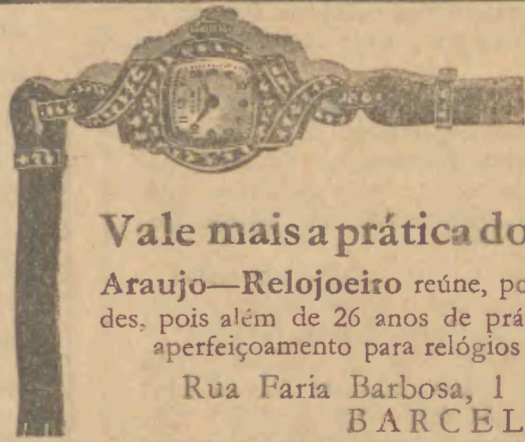 Vale mais a prática do
Araujo—Relojoeiro reúne, po
des, pois além de 26 anos de prá
aperfeiçoamento para relógios
Rua Faria Barbosa, 1
BARCEL